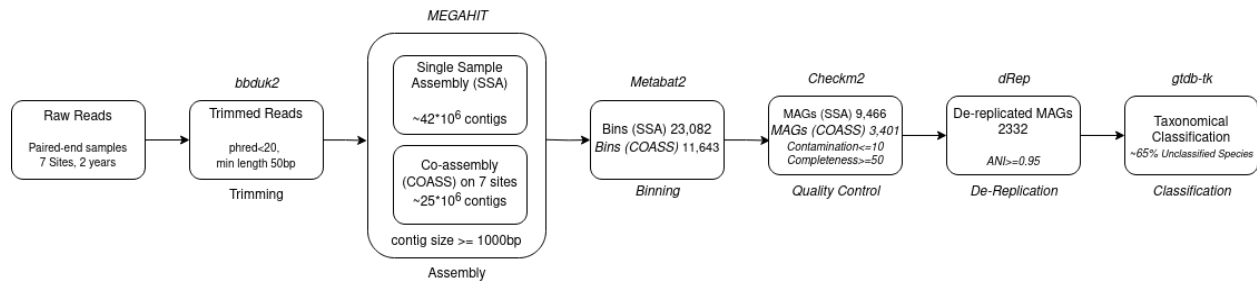 MEGAHIT
bbduk2
Metabat2
Checkm2
dRep
gtdb-tk
Raw Reads
Paired-end samples
7 Sites, 2 years
Trimmed Reads
phred<20,
min length 50bp
Trimming
Single Sample
Assembly (SSA)
~42*10⁶ contigs
Co-assembly
(COASS) on 7 sites
~25*10⁶ contigs
contig size >= 1000bp
Assembly
Bins (SSA) 23,082
Bins (COASS) 11,643
Binning
MAGs (SSA) 9,466
MAGs (COASS) 3,401
Contamination<=10
Completeness>=50
Quality Control
De-replicated MAGs
2332
ANI>=0.95
De-Replication
Taxonomical
Classification
~65% Unclassified Species
Classification